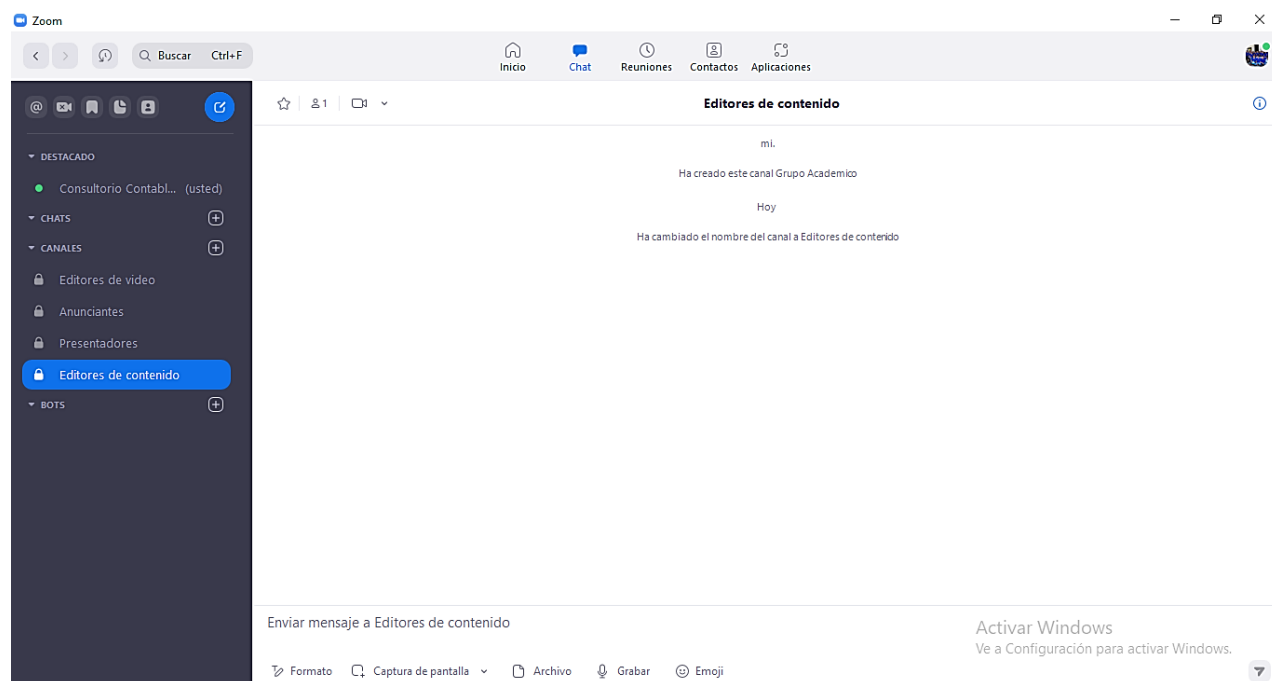 Zoom
Buscar Ctrl+F
Inicio
Chat
Reuniones
Contactos
Aplicaciones
@
DESTACADO
Consultorio Contabl... (usted)
CHATS
CANALES
Editores de video
Anunciantes
Presentadores
Editores de contenido
BOTS
1
Editores de contenido
mi.
Ha creado este canal Grupo Academico
Hoy
Ha cambiado el nombre del canal a Editores de contenido
Enviar mensaje a Editores de contenido
Activar Windows
Ve a Configuración para activar Windows.
Formato
Captura de pantalla
Archivo
Grabar
Emoji